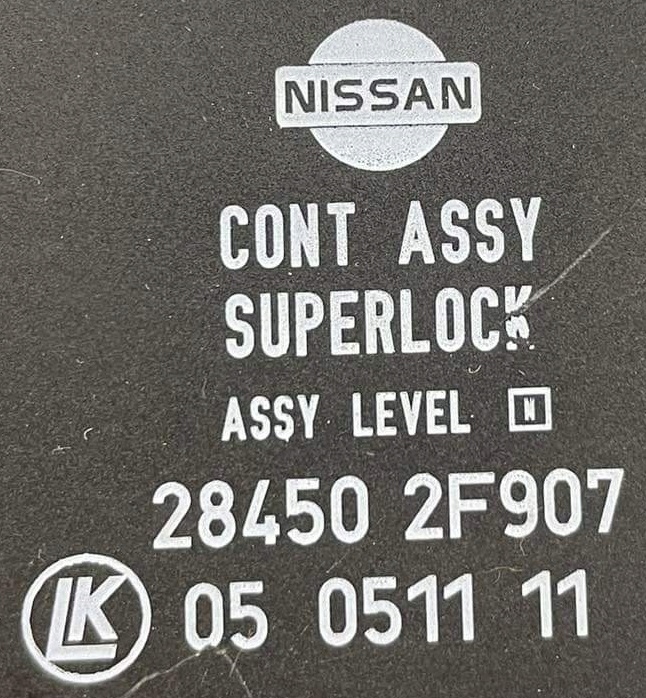 NISSAN
CONT ASSY
SUPERLOCK
ASSY LEVEL N
28450 2F907
LK 05 0511 11